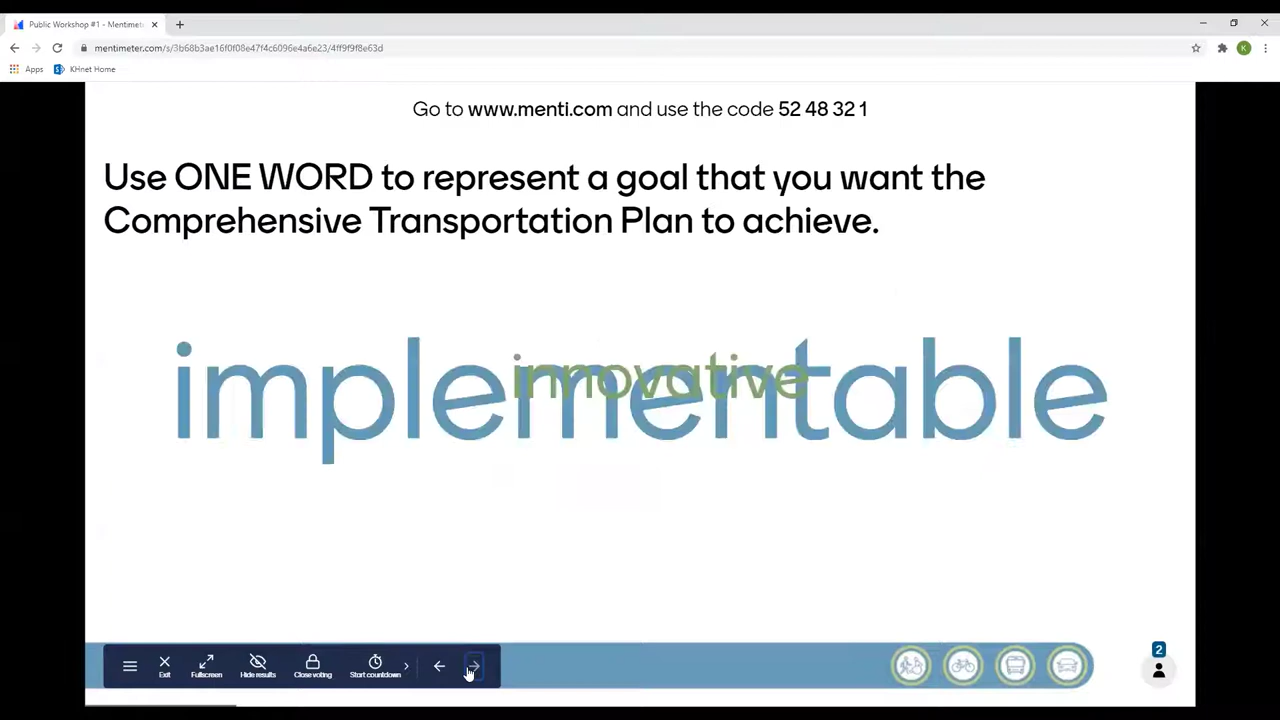 Public Workshop #1 - Mentimete
mentimeter.com/s/3b68b3ae16f0f08e47f4c6096e4a6e23/4ff9f9f8e63d
K
Apps
KHnet Home
Go to www.menti.com and use the code 52 48 32 1
Use ONE WORD to represent a goal that you want the
Comprehensive Transportation Plan to achieve.
innovative
implementable
2
Exit
Fullscreen
Hide results
Close voting
Start countdown